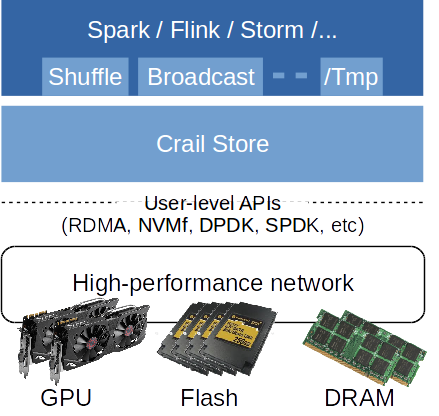 Spark / Flink / Storm /...
Shuffle Broadcast /Tmp
Crail Store
User-level APIs
(RDMA, NVMf, DPDK, SPDK, etc)
High-performance network
GPU Flash DRAM